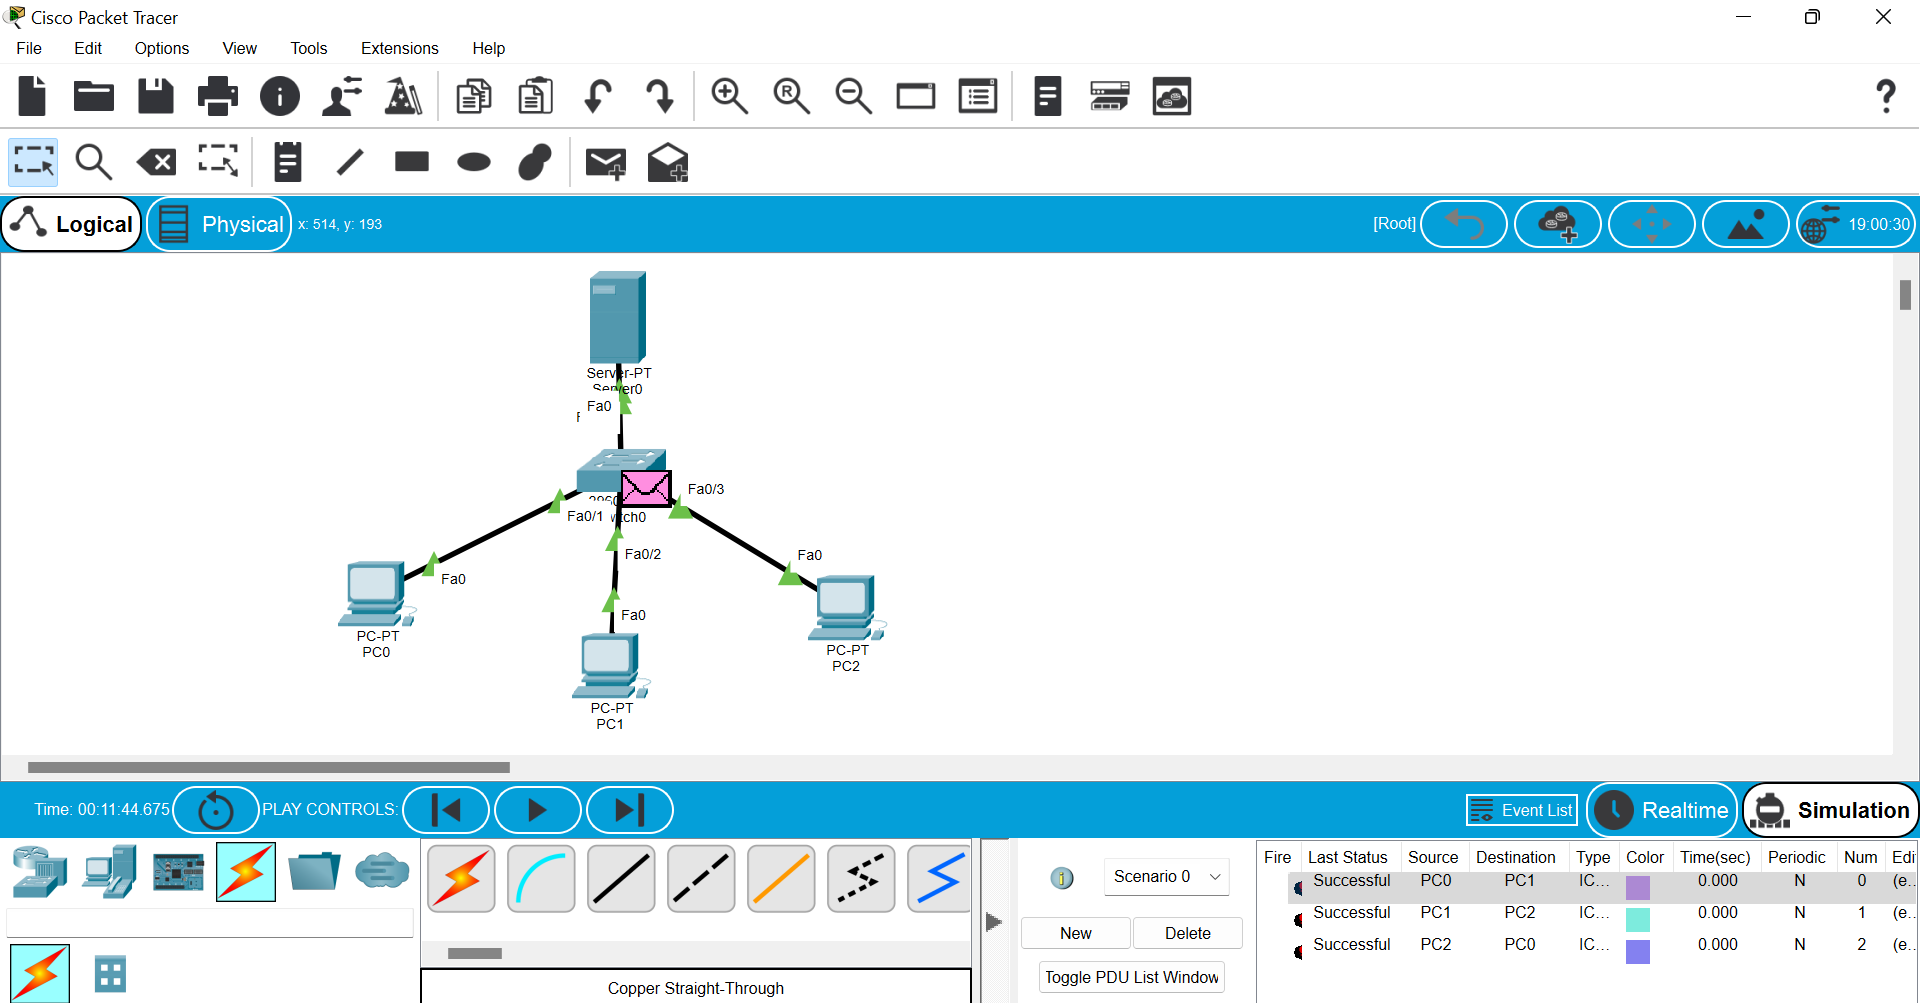 Cisco Packet Tracer
File Edit Options View Tools Extensions Help
Logical Physical x: 514, y: 193 [Root] 19:00:30
Server-PT
Server0
Fa0
Fa0/3
Fa0/1
Fa0/2
Fa0
Fa0
Fa0
PC-PT
PC0
PC-PT
PC2
PC-PT
PC1
Time: 00:11:44.675 PLAY CONTROLS: Event List Realtime Simulation
Fire Last Status Source Destination Type Color Time(sec) Periodic Num Edi
Successful PC0 PC1 IC... 0.000 N 0 (e...
Successful PC1 PC2 IC... 0.000 N 1 (e...
Successful PC2 PC0 IC... 0.000 N 2 (e...
Scenario 0
New Delete
Toggle PDU List Window
Copper Straight-Through